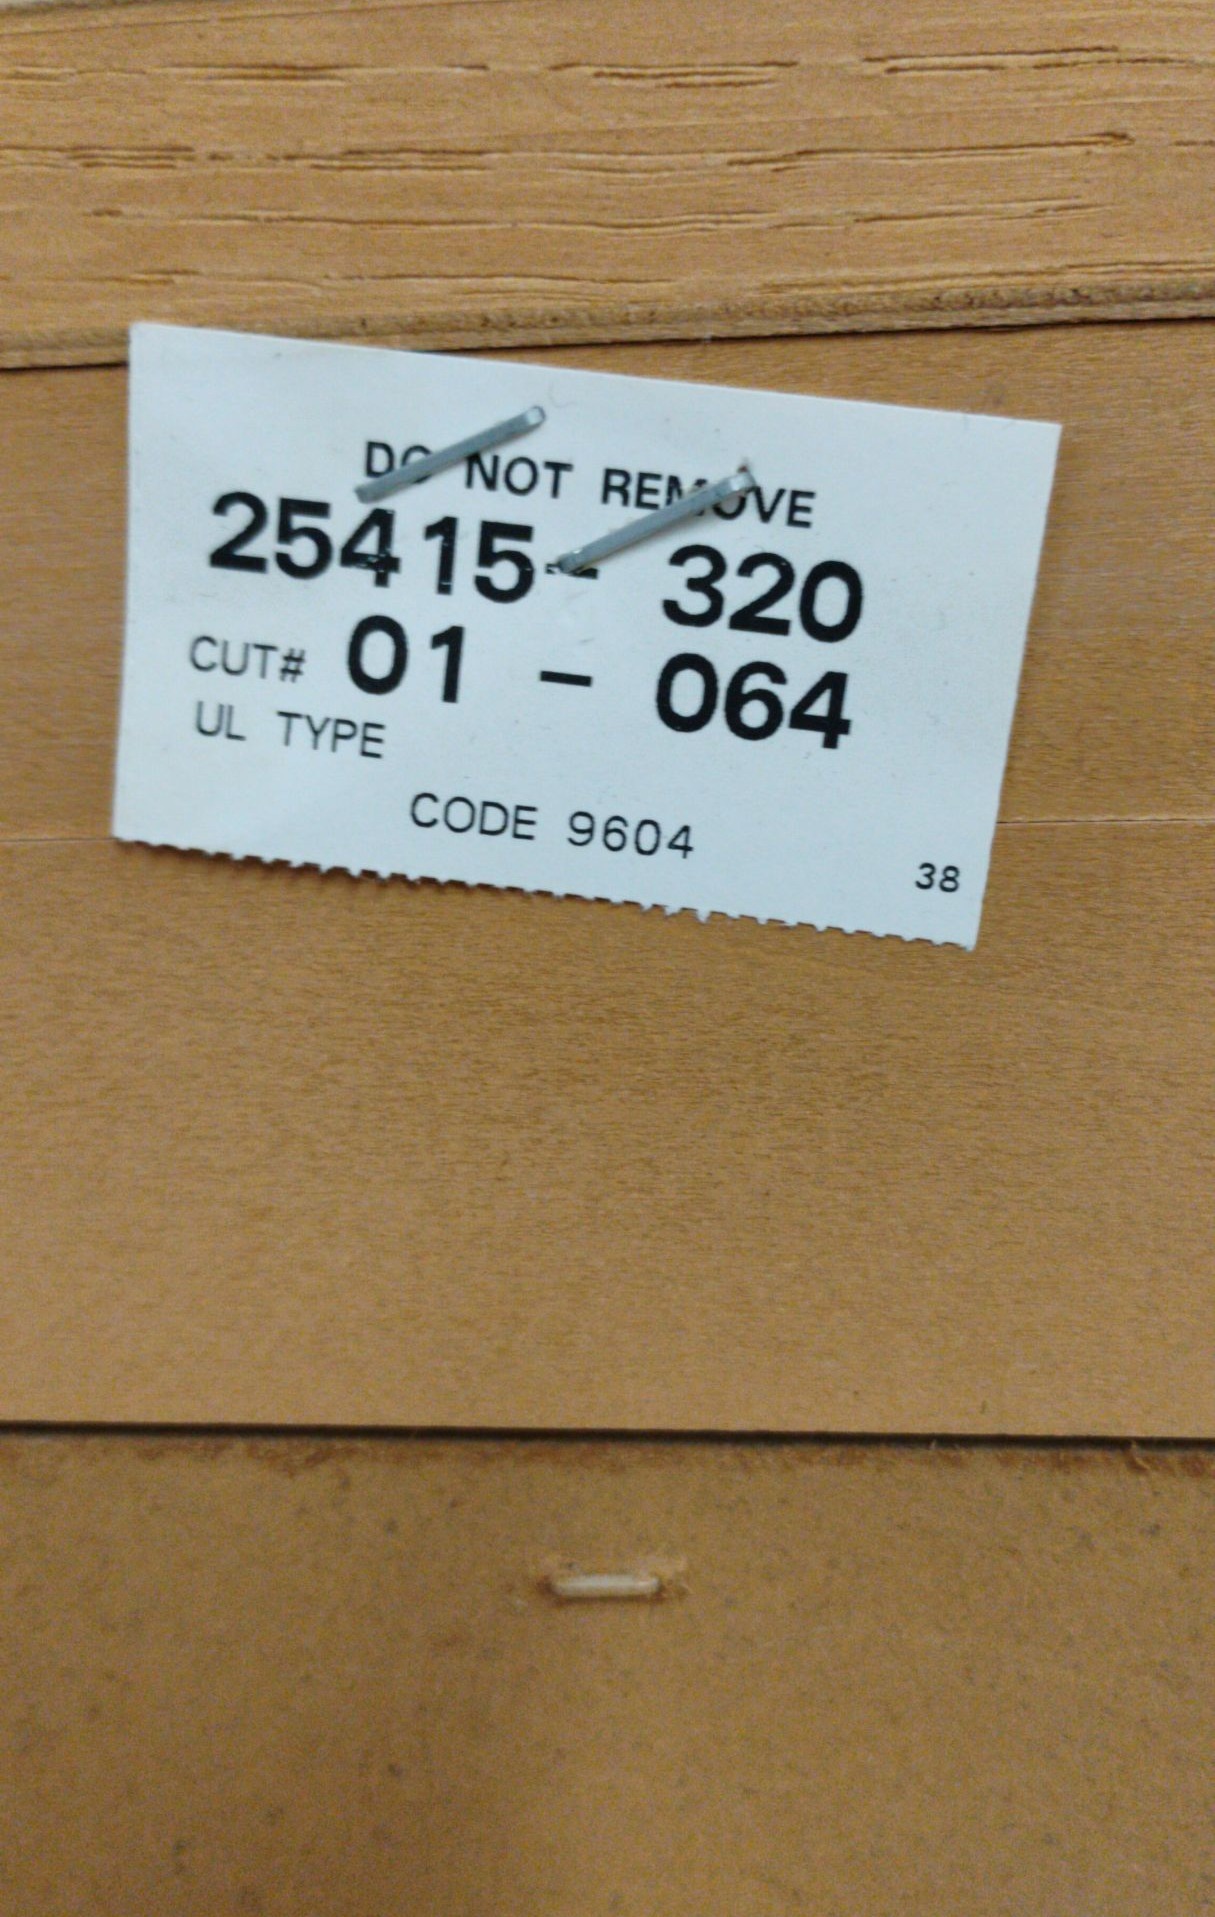 DO NOT REMOVE
25415- 320
CUT# 01 - 064
UL TYPE
CODE 9604
38